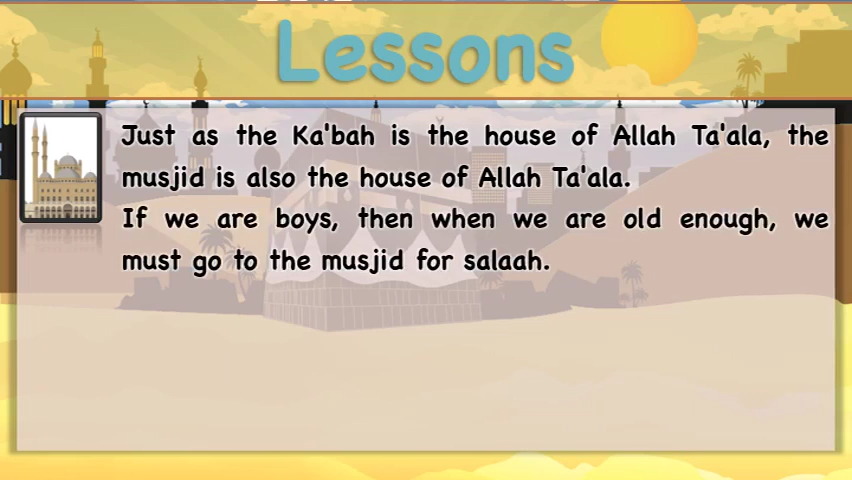 Lessons
Just as the Ka'bah is the house of Allah Ta'ala, the
musjid is also the house of Allah Ta'ala.
If we are boys, then when we are old enough, we
must go to the musjid for salaah.